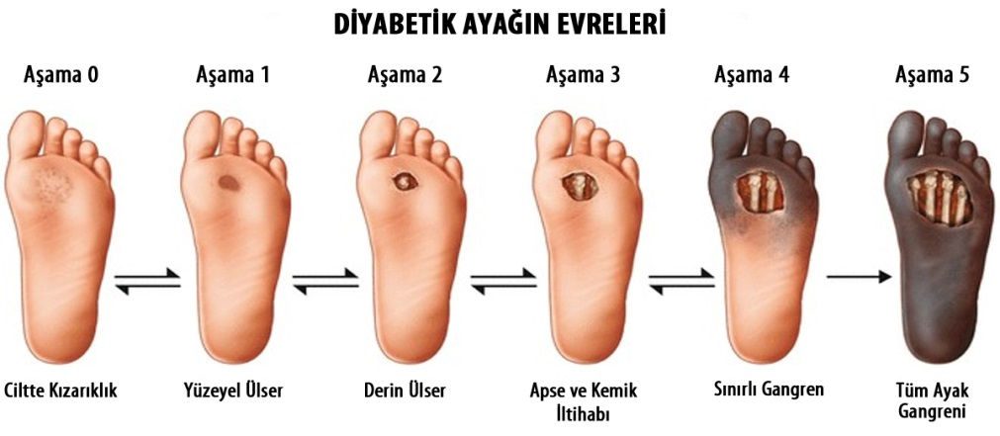 DİYABETİK AYAĞIN EVRELERİ
Aşama 0
Aşama 1
Aşama 2
Aşama 3
Aşama 4
Aşama 5
Ciltte Kızarıklık
Yüzeyel Ülser
Derin Ülser
Apse ve Kemik
İltihabı
Sınırlı Gangren
Tüm Ayak
Gangreni